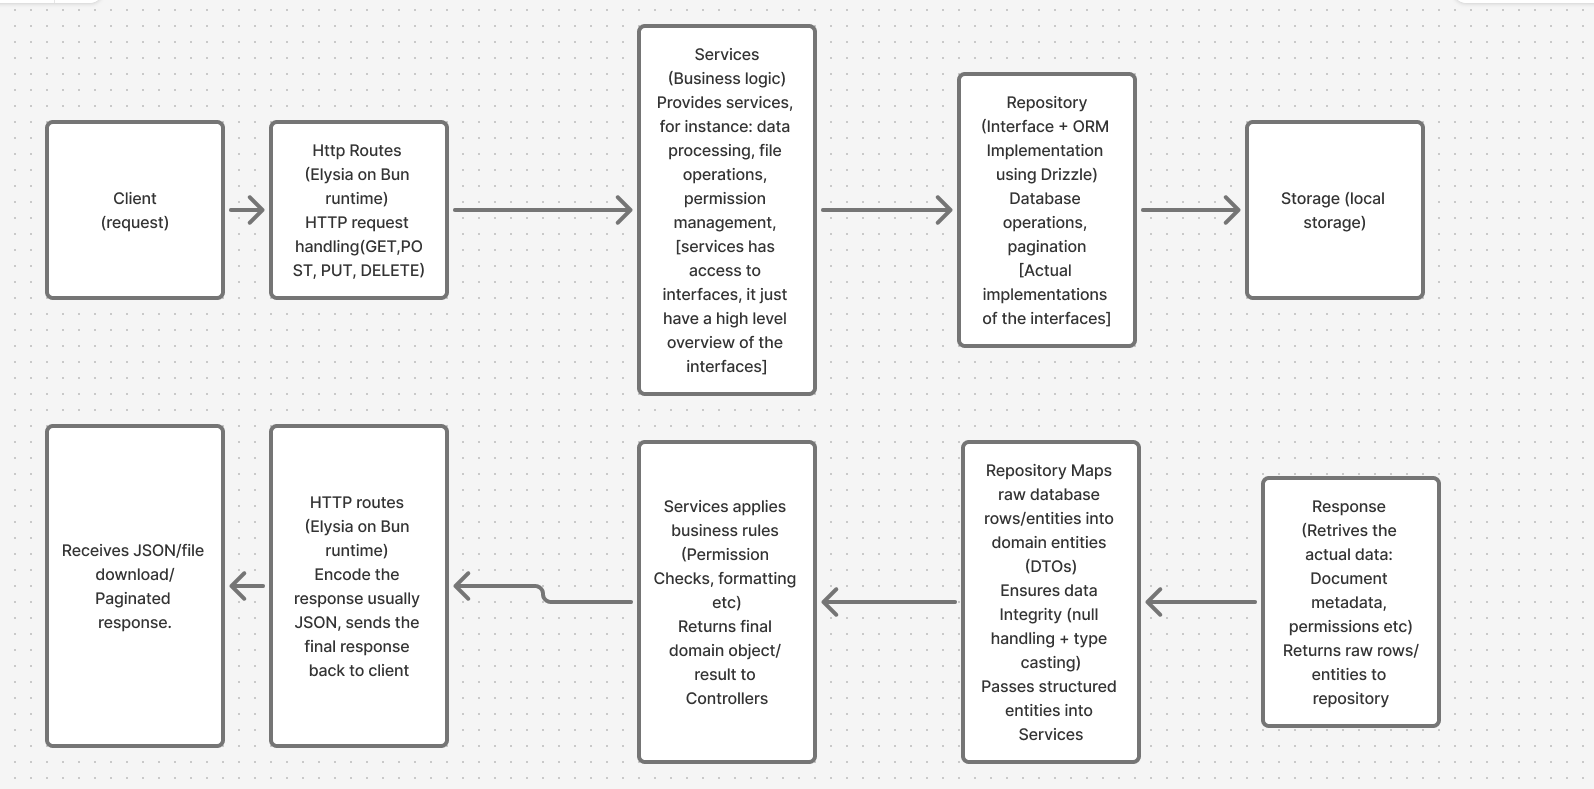 Client
(request)
Http Routes
(Elysia on Bun
runtime)
HTTP request
handling(GET,PO
ST, PUT, DELETE)
Services
(Business logic)
Provides services,
for instance: data
processing, file
operations,
permission
management,
[services has
access to
interfaces, it just
have a high level
overview of the
interfaces]
Repository
(Interface + ORM
Implementation
using Drizzle)
Database
operations,
pagination
[Actual
implementations
of the interfaces]
Storage (local
storage)
Receives JSON/file
download/
Paginated
response.
HTTP routes
(Elysia on Bun
runtime)
Encode the
response usually
JSON, sends the
final response
back to client
Services applies
business rules
(Permission
Checks, formatting
etc)
Returns final
domain object/
result to
Controllers
Repository Maps
raw database
rows/entities into
domain entities
(DTOs)
Ensures data
Integrity (null
handling + type
casting)
Passes structured
entities into
Services
Response
(Retrives the
actual data:
Document
metadata,
permissions etc)
Returns raw rows/
entities to
repository